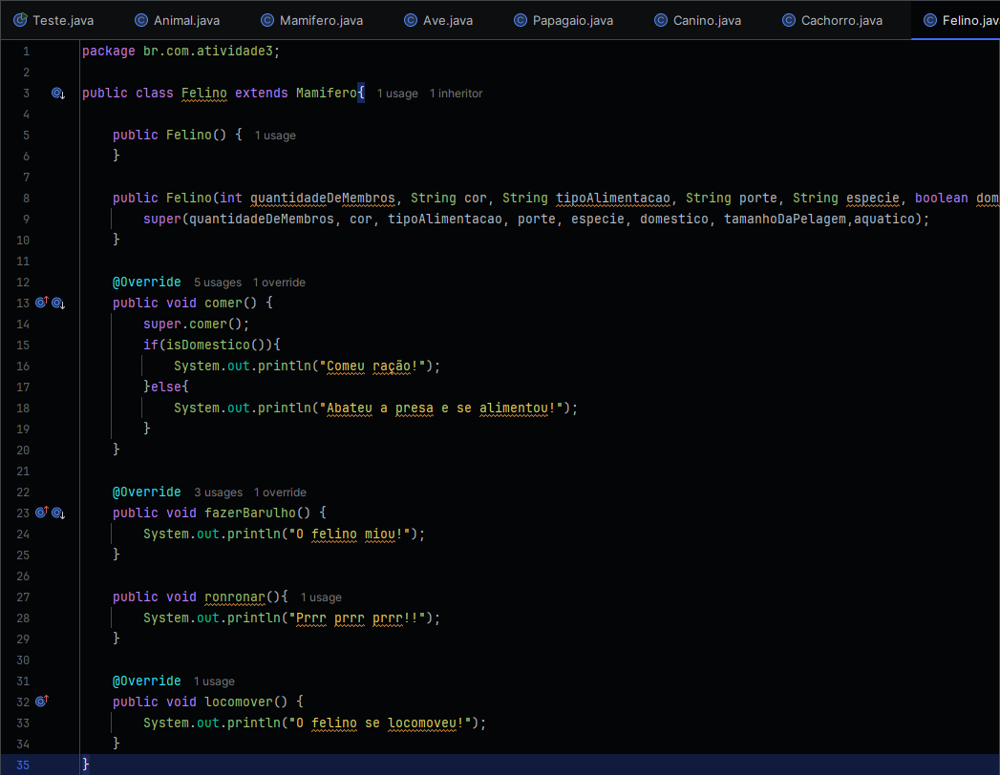 Teste.java Animal.java Mamifero.java Ave.java Papagaio.java Canino.java Cachorro.java Felino.jav
1 package br.com.atividade3;
2
3 public class Felino extends Mamifero{ 1 usage 1 inheritor
4
5 public Felino() { 1 usage
6 }
7
8 public Felino(int quantidadeDeMembros, String cor, String tipoAlimentacao, String porte, String especie, boolean dom
9 super(quantidadeDeMembros, cor, tipoAlimentacao, porte, especie, domestico, tamanhoDaPelagem,aquatico);
10 }
11
12 @Override 5 usages 1 override
13 public void comer() {
14 super.comer();
15 if(isDomestico()){
16 System.out.println("Comeu ração!");
17 }else{
18 System.out.println("Abateu a presa e se alimentou!");
19 }
20 }
21
22 @Override 3 usages 1 override
23 public void fazerBarulho() {
24 System.out.println("O felino miou!");
25 }
26
27 public void ronronar(){ 1 usage
28 System.out.println("Prrr prrr prrr!!");
29 }
30
31 @Override 1 usage
32 public void locomover() {
33 System.out.println("O felino se locomoveu!");
34 }
35 }